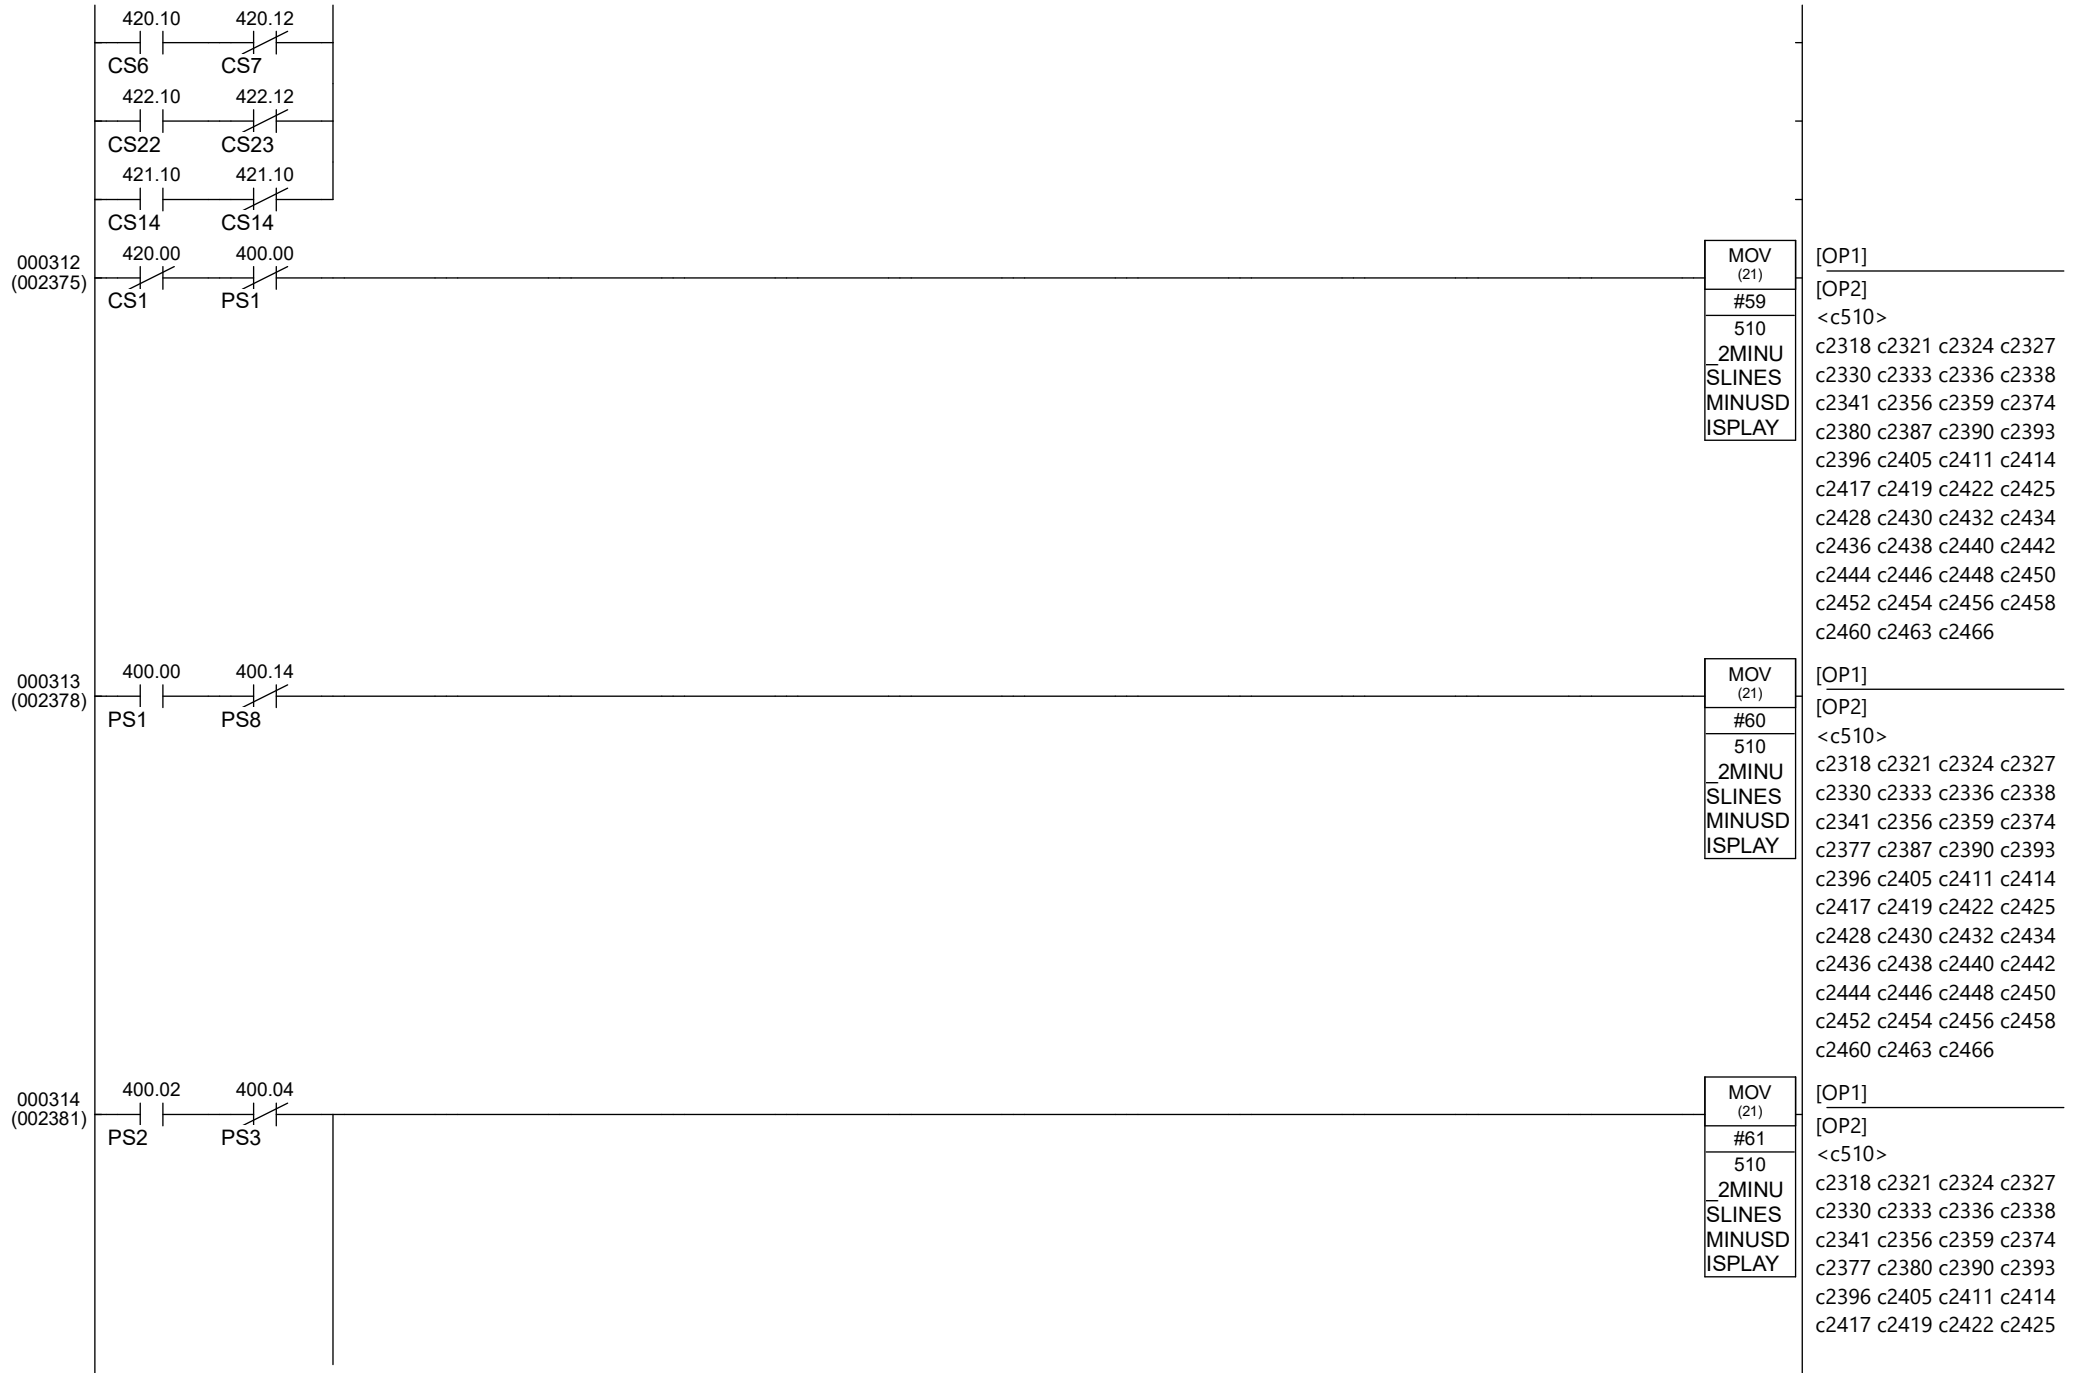 420.10 420.12
CS6 CS7
422.10 422.12
CS22 CS23
421.10 421.10
CS14 CS14
000312
(002375)
420.00 400.00
CS1 PS1
MOV
(21)
#59
510
_2MINU
SLINES
MINUSD
ISPLAY
[OP1]
[OP2]
<c510>
c2318 c2321 c2324 c2327
c2330 c2333 c2336 c2338
c2341 c2356 c2359 c2374
c2380 c2387 c2390 c2393
c2396 c2405 c2411 c2414
c2417 c2419 c2422 c2425
c2428 c2430 c2432 c2434
c2436 c2438 c2440 c2442
c2444 c2446 c2448 c2450
c2452 c2454 c2456 c2458
c2460 c2463 c2466
000313
(002378)
400.00 400.14
PS1 PS8
MOV
(21)
#60
510
_2MINU
SLINES
MINUSD
ISPLAY
[OP1]
[OP2]
<c510>
c2318 c2321 c2324 c2327
c2330 c2333 c2336 c2338
c2341 c2356 c2359 c2374
c2377 c2387 c2390 c2393
c2396 c2405 c2411 c2414
c2417 c2419 c2422 c2425
c2428 c2430 c2432 c2434
c2436 c2438 c2440 c2442
c2444 c2446 c2448 c2450
c2452 c2454 c2456 c2458
c2460 c2463 c2466
000314
(002381)
400.02 400.04
PS2 PS3
MOV
(21)
#61
510
_2MINU
SLINES
MINUSD
ISPLAY
[OP1]
[OP2]
<c510>
c2318 c2321 c2324 c2327
c2330 c2333 c2336 c2338
c2341 c2356 c2359 c2374
c2377 c2380 c2390 c2393
c2396 c2405 c2411 c2414
c2417 c2419 c2422 c2425